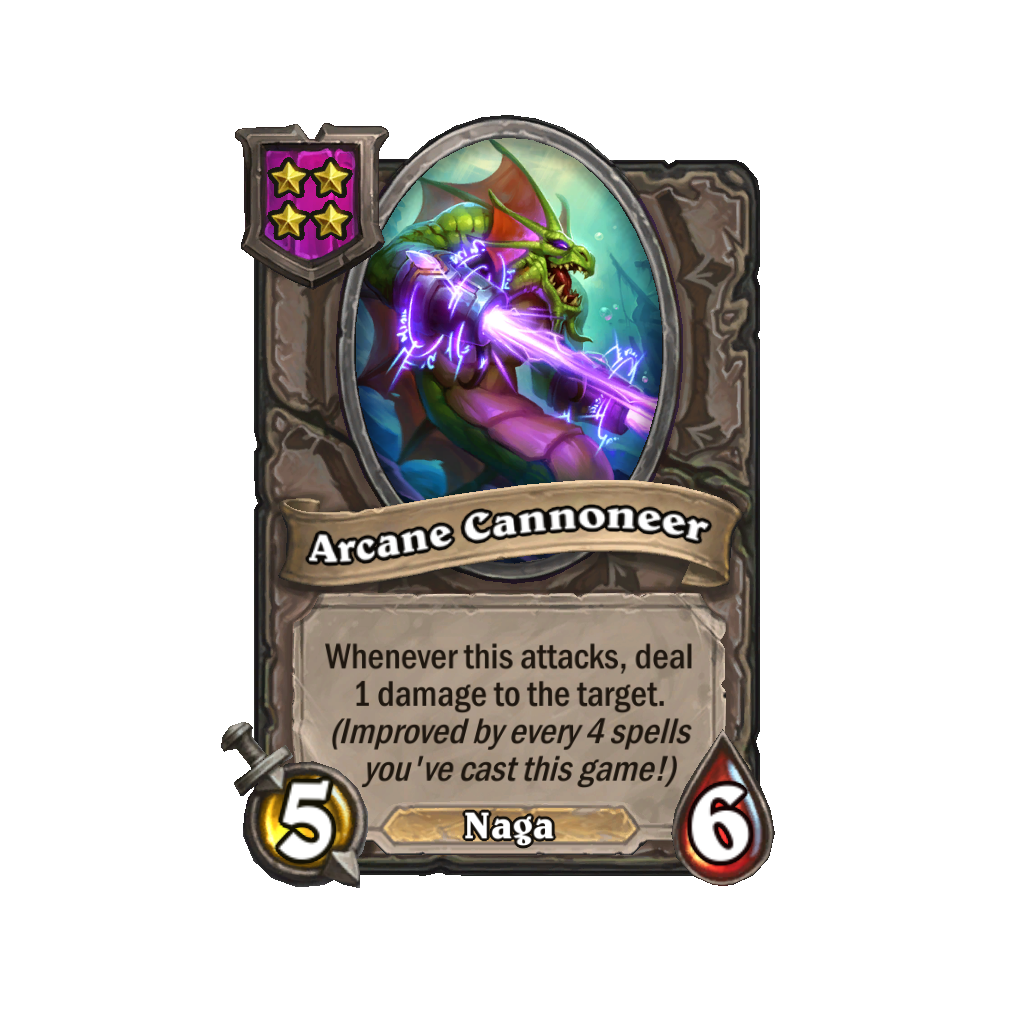 Arcane Cannoneer
Whenever this attacks, deal
1 damage to the target.
(Improved by every 4 spells
you've cast this game!)
5
Naga
6